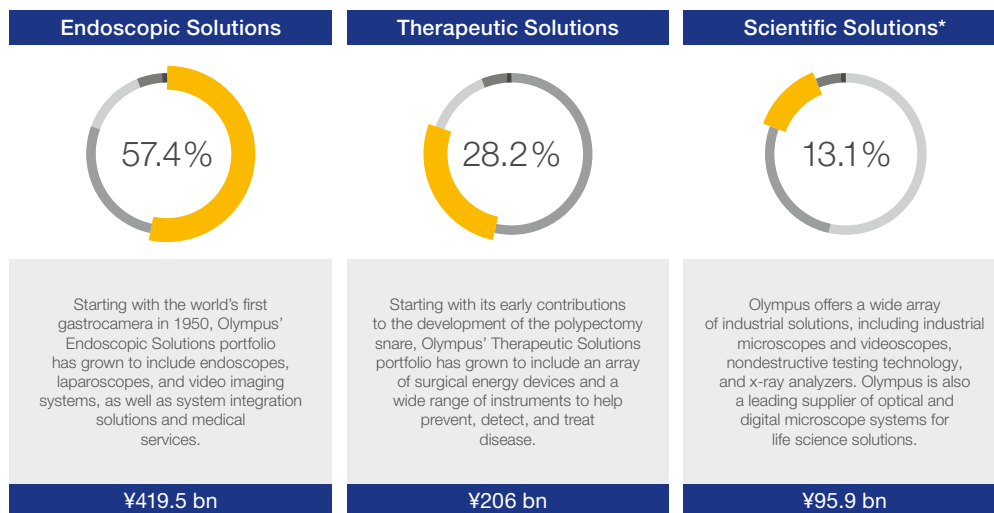 Endoscopic Solutions
57.4%
Starting with the world's first
gastrocamera in 1950, Olympus'
Endoscopic Solutions portfolio
has grown to include endoscopes,
laparoscopes, and video imaging
systems, as well as system integration
solutions and medical
services.
¥419.5 bn
Therapeutic Solutions
28.2%
Starting with its early contributions
to the development of the polypectomy
snare, Olympus' Therapeutic Solutions
portfolio has grown to include an array
of surgical energy devices and a
wide range of instruments to help
prevent, detect, and treat
disease.
¥206 bn
Scientific Solutions*
13.1%
Olympus offers a wide array
of industrial solutions, including industrial
microscopes and videoscopes,
nondestructive testing technology,
and x-ray analyzers. Olympus is also
a leading supplier of optical and
digital microscope systems for
life science solutions.
¥95.9 bn